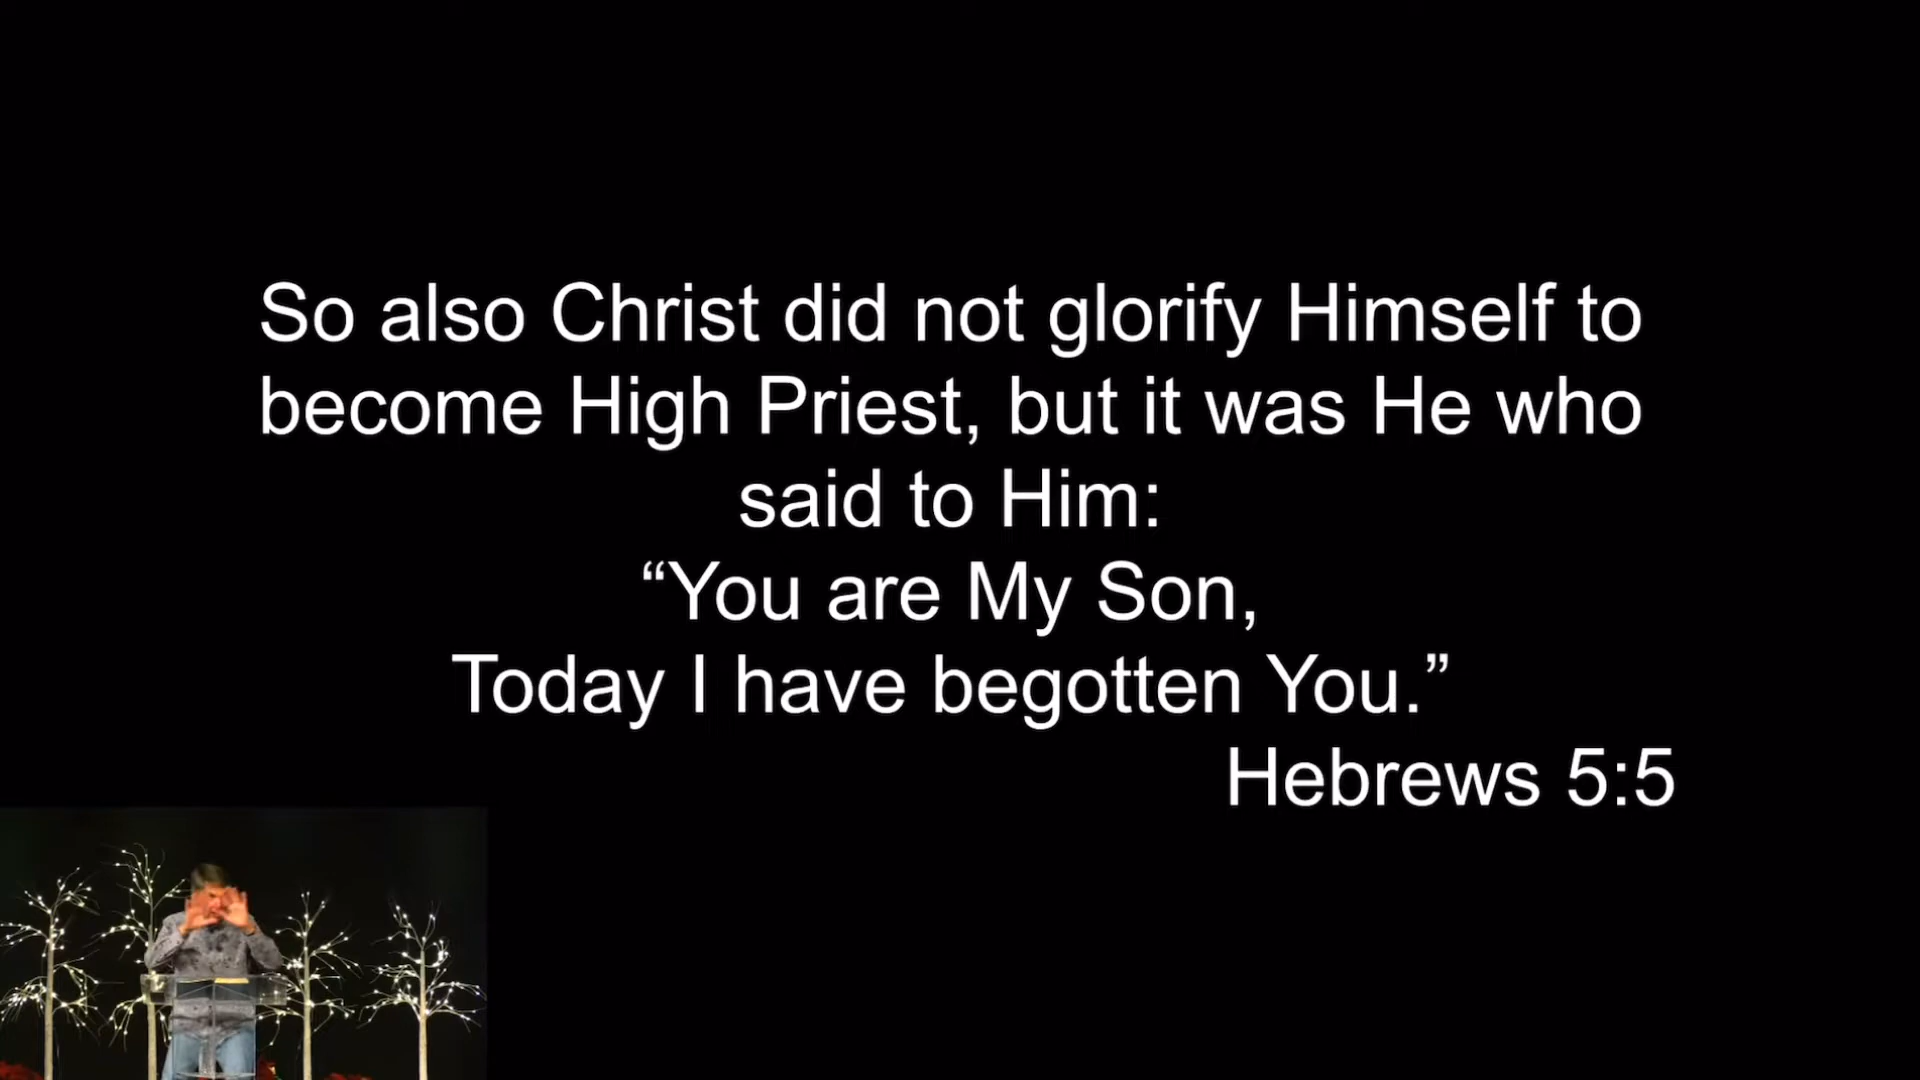 So also Christ did not glorify Himself to
become High Priest, but it was He who
said to Him:
“You are My Son,
Today I have begotten You.”
Hebrews 5:5